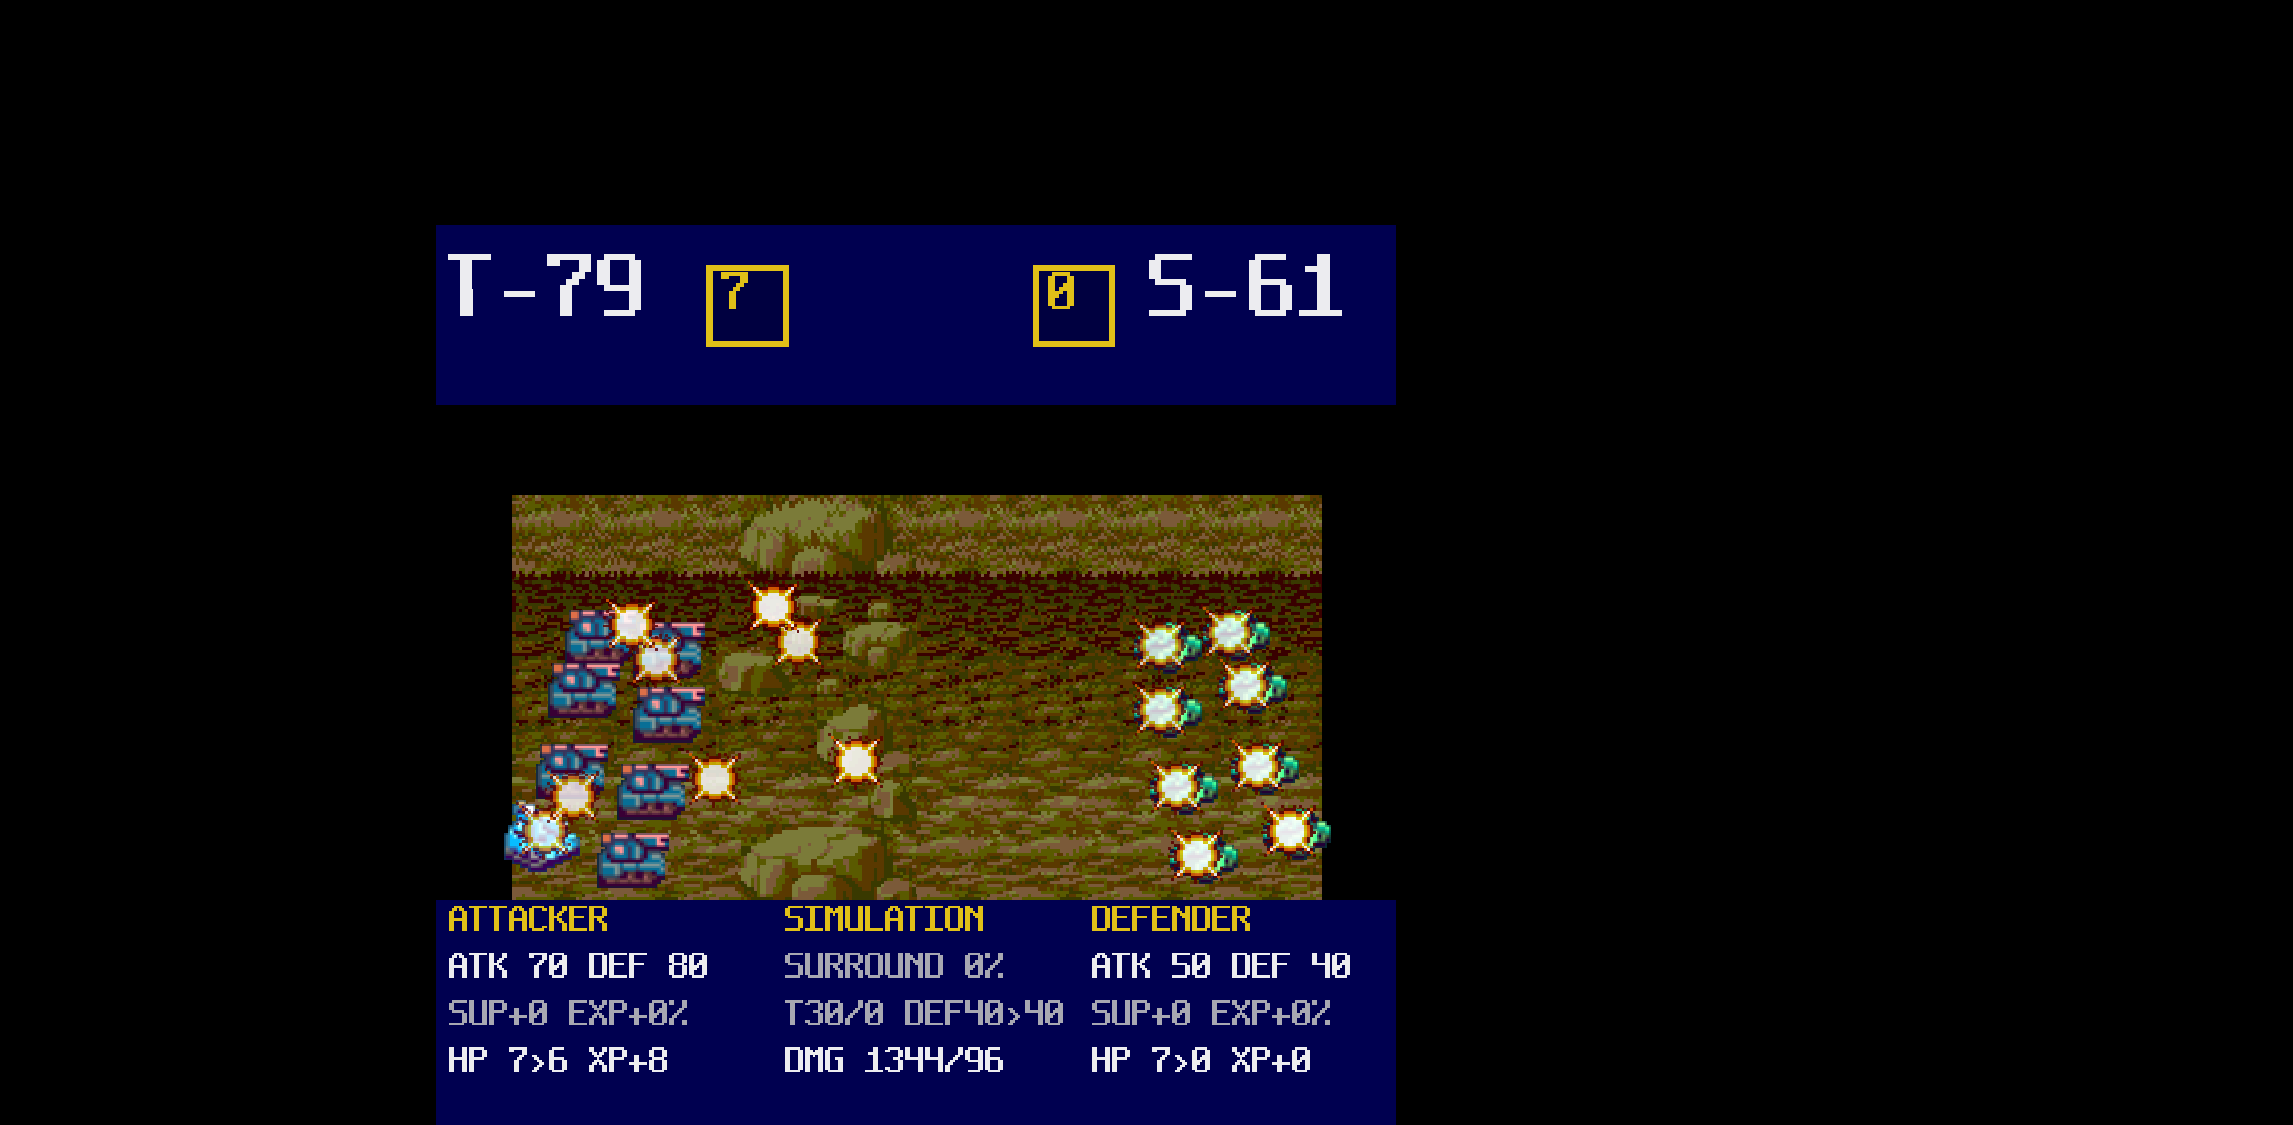 T-79 7 0 S-61
ATTACKER SIMULATION DEFENDER
ATK 70 DEF 80 SURROUND 0% ATK 50 DEF 40
SUP+0 EXP+0% T30/0 DEF40>40 SUP+0 EXP+0%
HP 7>6 XP+8 DMG 1344/96 HP 7>0 XP+0